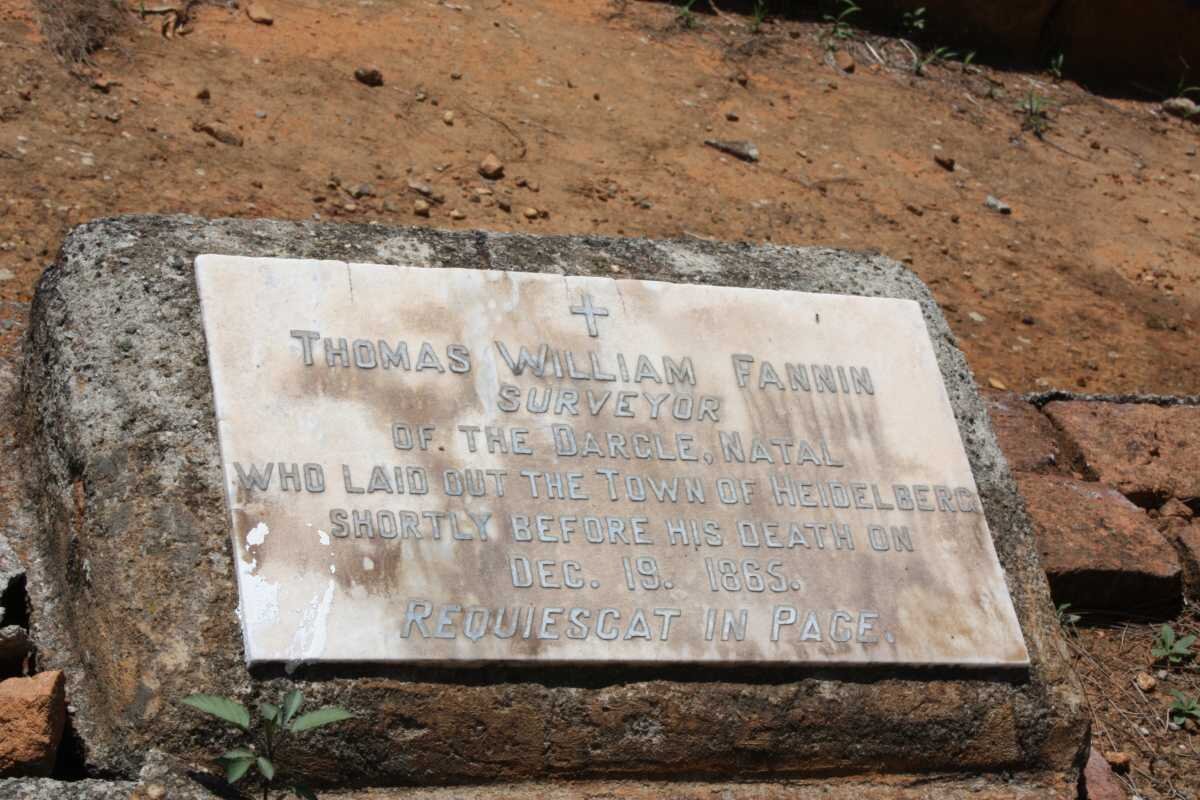 THOMAS WILLIAM FANNIN
SURVEYOR
OF THE DARGLE, NATAL
WHO LAID OUT THE TOWN OF HEIDELBERG
SHORTLY BEFORE HIS DEATH ON
DEC. 19. 1865.
REQUIESCAT IN PACE.